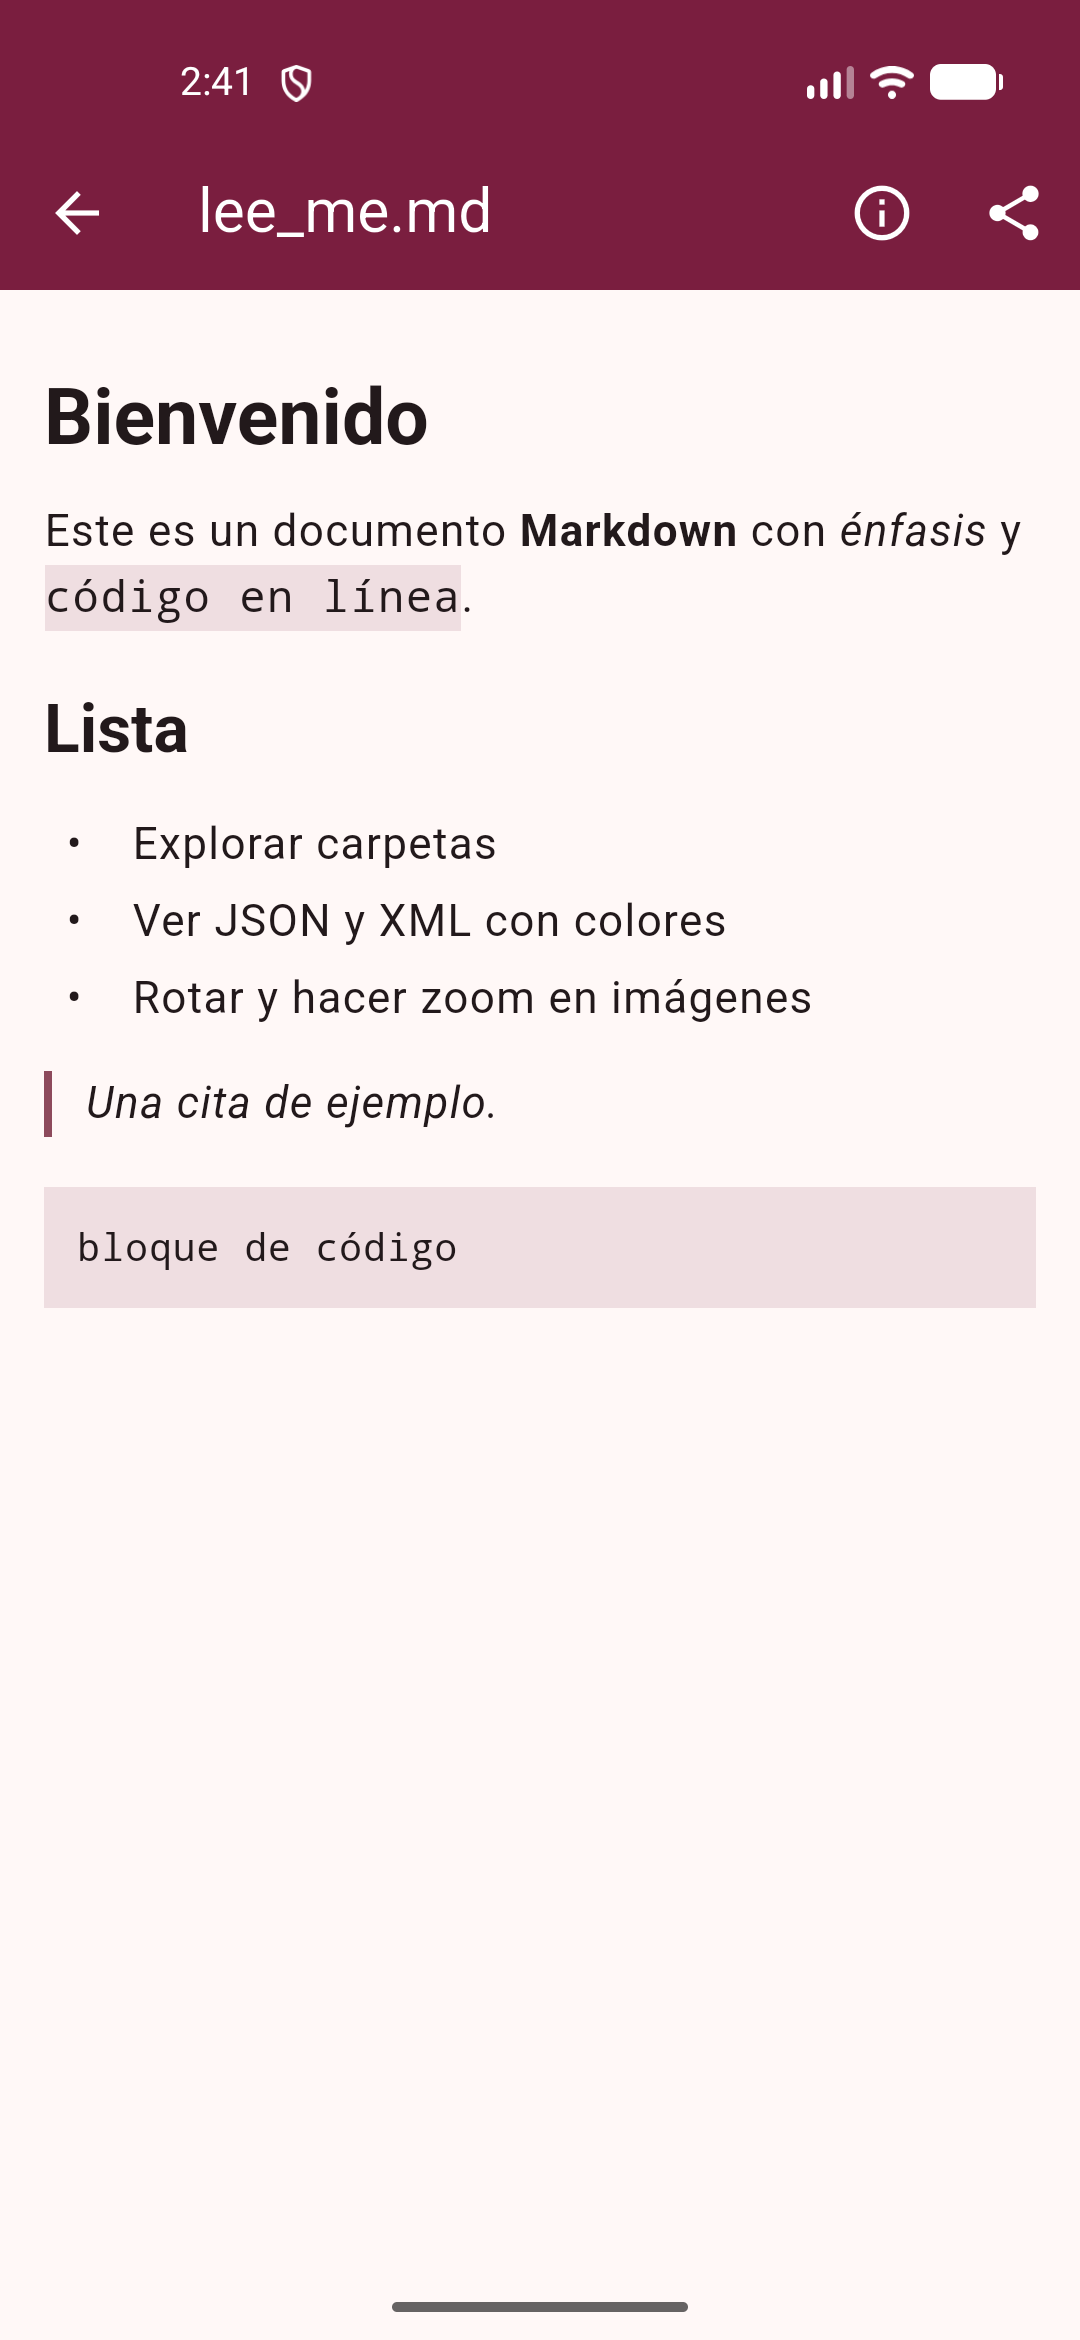 2:41
lee_me.md
Bienvenido
Este es un documento Markdown con énfasis y
código en línea.
Lista
• Explorar carpetas
• Ver JSON y XML con colores
• Rotar y hacer zoom en imágenes
Una cita de ejemplo.
bloque de código